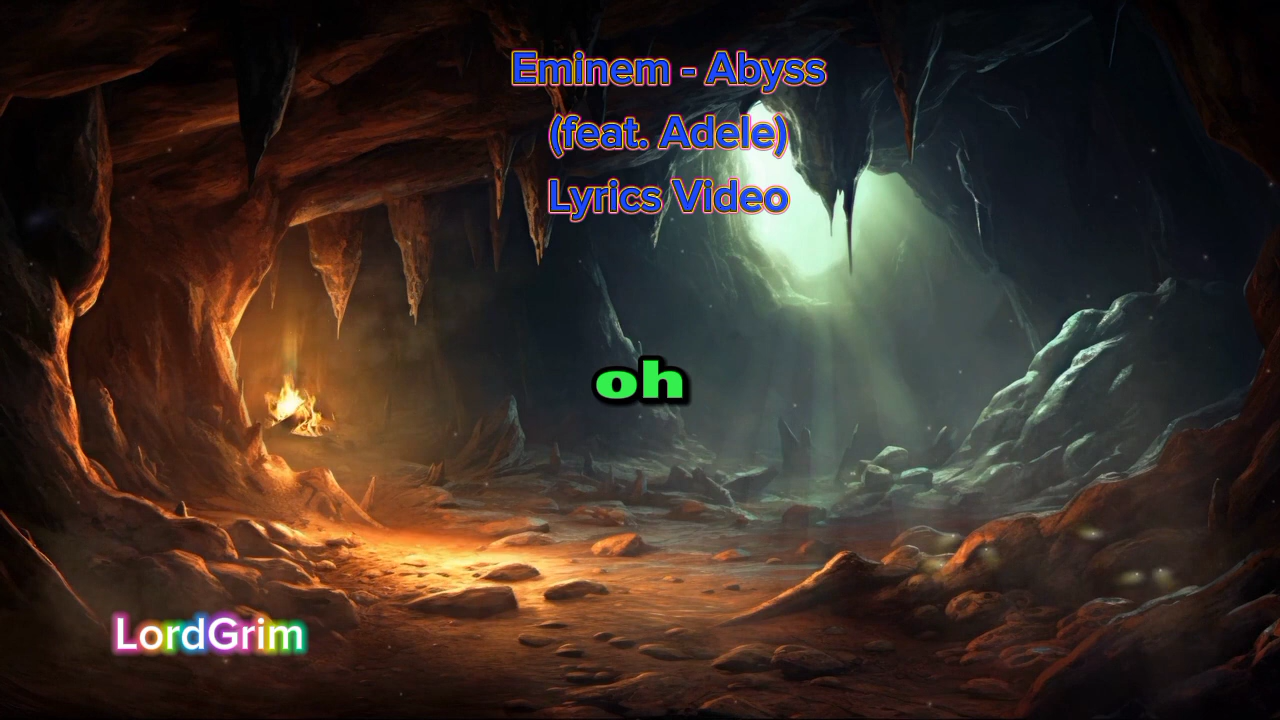 Eminem - Abyss
(feat. Adele)
Lyrics Video
oh
LordGrim